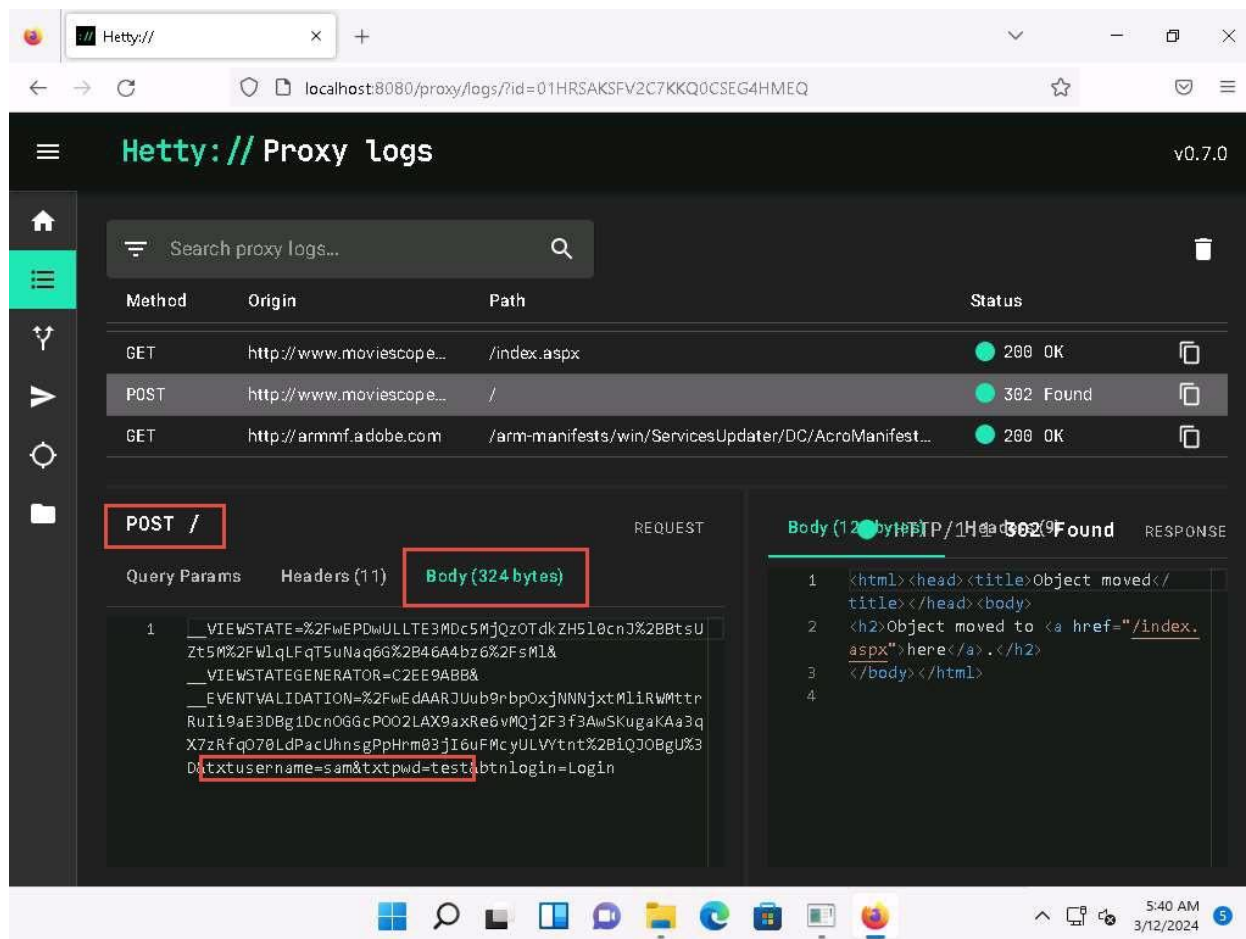 Hetty://
localhost:8080/proxy/logs/?id=01HRSAKSFV2C7KKQ0CSEG4HMEQ
Hetty:// Proxy logs
v0.7.0
Search proxy logs...
Method Origin Path Status
GET http://www.moviescope... /index.aspx 200 OK
POST http://www.moviescope... / 302 Found
GET http://armmf.adobe.com /arm-manifests/win/ServicesUpdater/DC/AcroManifest... 200 OK
POST /
REQUEST
Query Params Headers (11) Body (324 bytes)
1 __VIEWSTATE=%2FwEPDwULLTE3MDc5MjQzOTdkZH5l0cnJ%2BBtsU
Zt5M%2FWlqLFqT5uNaq6G%2B46A4bz6%2FsMl&
__VIEWSTATEGENERATOR=C2EE9ABB&
__EVENTVALIDATION=%2FwEdAARJUub9rbpOxjNNNjxtMliRWMttr
RuIi9aE3DBg1DcnOGGcPOO2LAX9axRe6vMQj2F3f3AwSKugaKAa3q
X7zRfqO70LdPacUhnsgPpHrm03jI6uFMcyULVYtnt%2BiQJOBgU%3
D&txtusername=sam&txtpwd=test&btnlogin=Login
302 Found
RESPONSE
1 <html><head><title>Object moved</
title></head><body>
2 <h2>Object moved to <a href="/index.
aspx">here</a>.</h2>
3 </body></html>
4
5:40 AM
3/12/2024
5